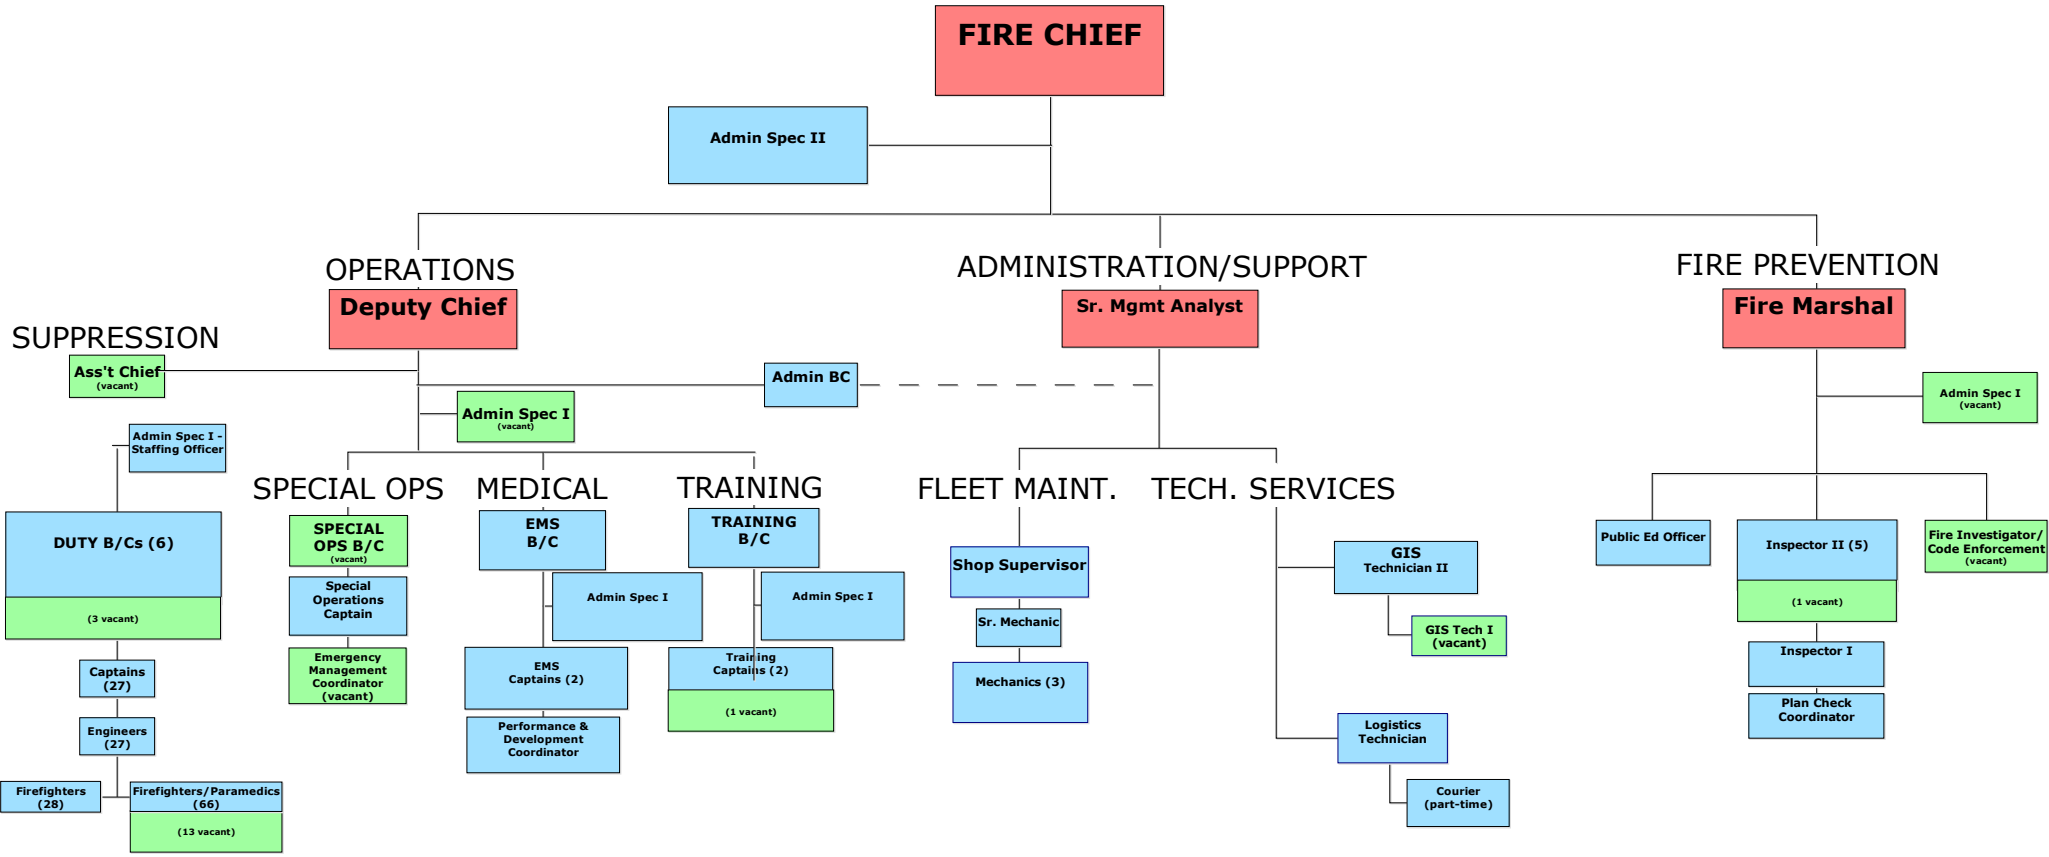 FIRE CHIEF
Admin Spec II
OPERATIONS
Deputy Chief
ADMINISTRATION/SUPPORT
Sr. Mgmt Analyst
FIRE PREVENTION
Fire Marshal
SUPPRESSION
Ass't Chief
(vacant)
Admin BC
Admin Spec I
(vacant)
Admin Spec I
(vacant)
Admin Spec I -
Staffing Officer
DUTY B/Cs (6)
(3 vacant)
Captains
(27)
Engineers
(27)
Firefighters
(28)
Firefighters/Paramedics
(66)
(13 vacant)
SPECIAL OPS
SPECIAL
OPS B/C
(vacant)
Special
Operations
Captain
Emergency
Management
Coordinator
(vacant)
MEDICAL
EMS
B/C
Admin Spec I
EMS
Captains (2)
Performance &
Development
Coordinator
TRAINING
TRAINING
B/C
Admin Spec I
Training
Captains (2)
(1 vacant)
FLEET MAINT.
Shop Supervisor
Sr. Mechanic
Mechanics (3)
TECH. SERVICES
GIS
Technician II
GIS Tech I
(vacant)
Logistics
Technician
Courier
(part-time)
Public Ed Officer
Inspector II (5)
(1 vacant)
Inspector I
Plan Check
Coordinator
Fire Investigator/
Code Enforcement
(vacant)